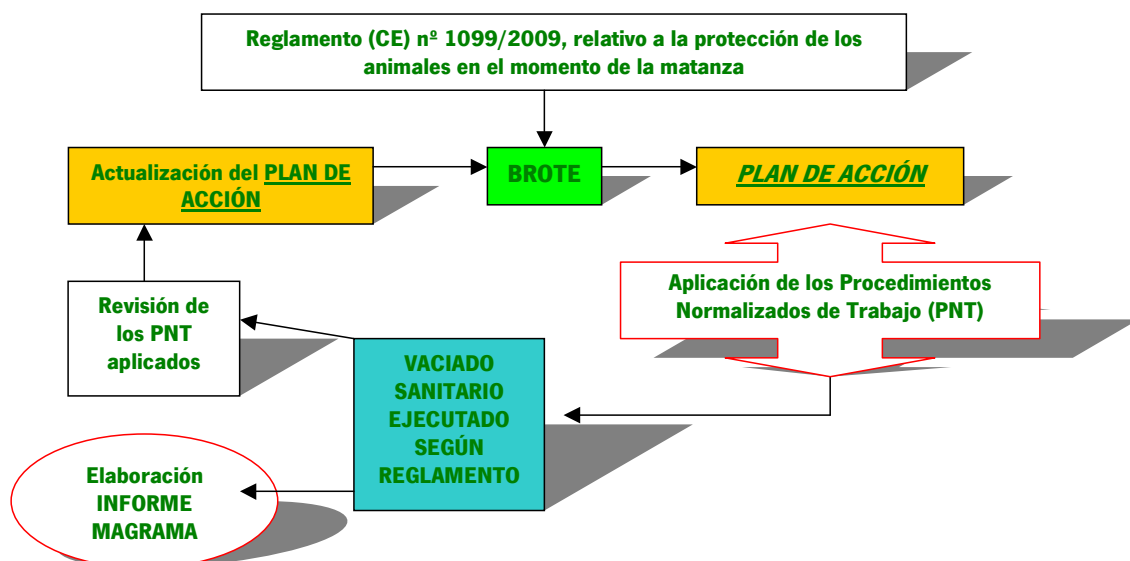 Reglamento (CE) nº 1099/2009, relativo a la protección de los
animales en el momento de la matanza
Actualización del PLAN DE
ACCIÓN
BROTE
PLAN DE ACCIÓN
Aplicación de los Procedimientos
Normalizados de Trabajo (PNT)
Revisión de
los PNT
aplicados
VACIADO
SANITARIO
EJECUTADO
SEGÚN
REGLAMENTO
Elaboración
INFORME
MAGRAMA